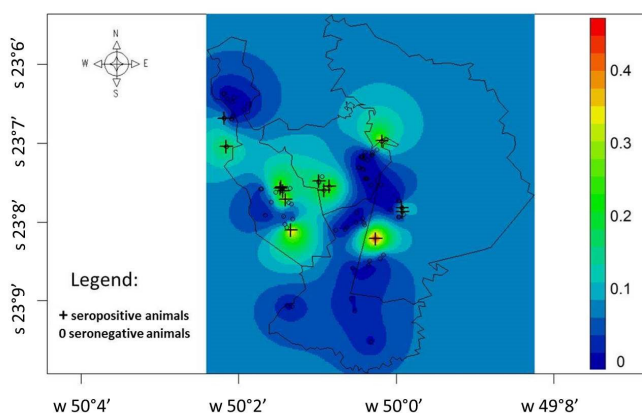 N
W E
S
s 23°6'
s 23°7'
s 23°8'
s 23°9'
Legend:
+ seropositive animals
0 seronegative animals
0.4
0.3
0.2
0.1
0
w 50°4' w 50°2' w 50°0' w 49°8'